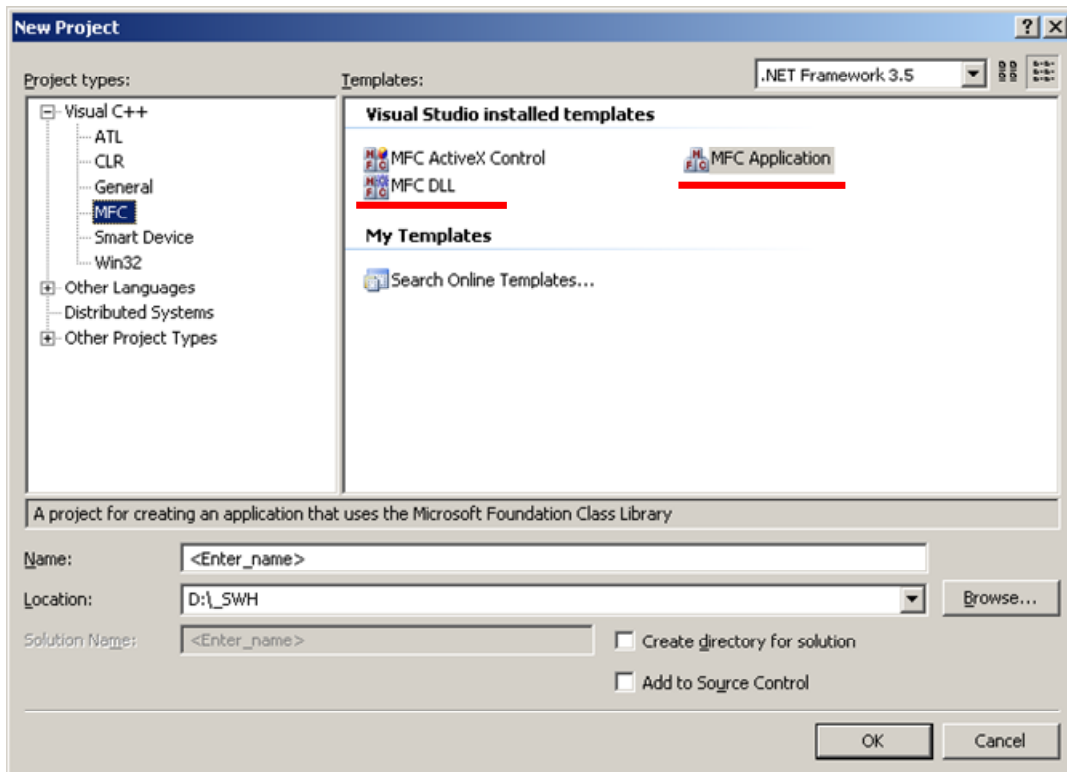 New Project
Project types:
Templates:
.NET Framework 3.5
Visual C++
ATL
CLR
General
MFC
Smart Device
Win32
Other Languages
Distributed Systems
Other Project Types
Visual Studio installed templates
MFC ActiveX Control
MFC Application
MFC DLL
My Templates
Search Online Templates...
A project for creating an application that uses the Microsoft Foundation Class Library
Name:
<Enter_name>
Location:
D:\_SWH
Browse...
Solution Name:
<Enter_name>
Create directory for solution
Add to Source Control
OK
Cancel